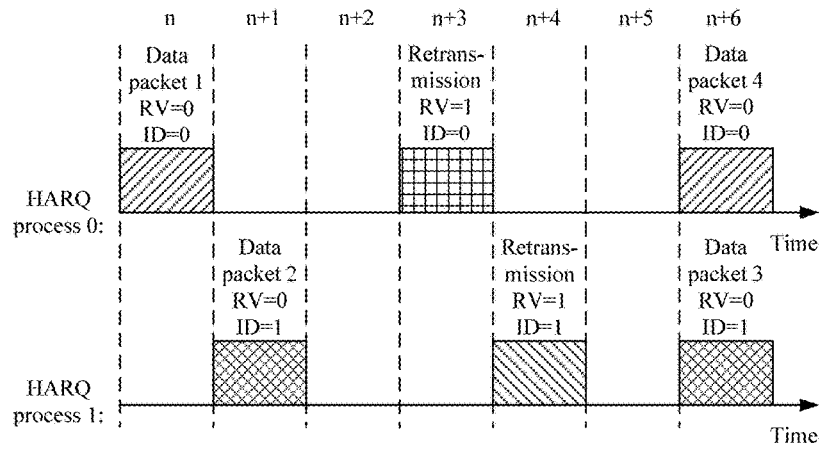 n n+1 n+2 n+3 n+4 n+5 n+6
Data
packet 1
RV=0
ID=0
Retrans-
mission
RV=1
ID=0
Data
packet 4
RV=0
ID=0
HARQ
process 0:
Time
Data
packet 2
RV=0
ID=1
Retrans-
mission
RV=1
ID=1
Data
packet 3
RV=0
ID=1
HARQ
process 1:
Time